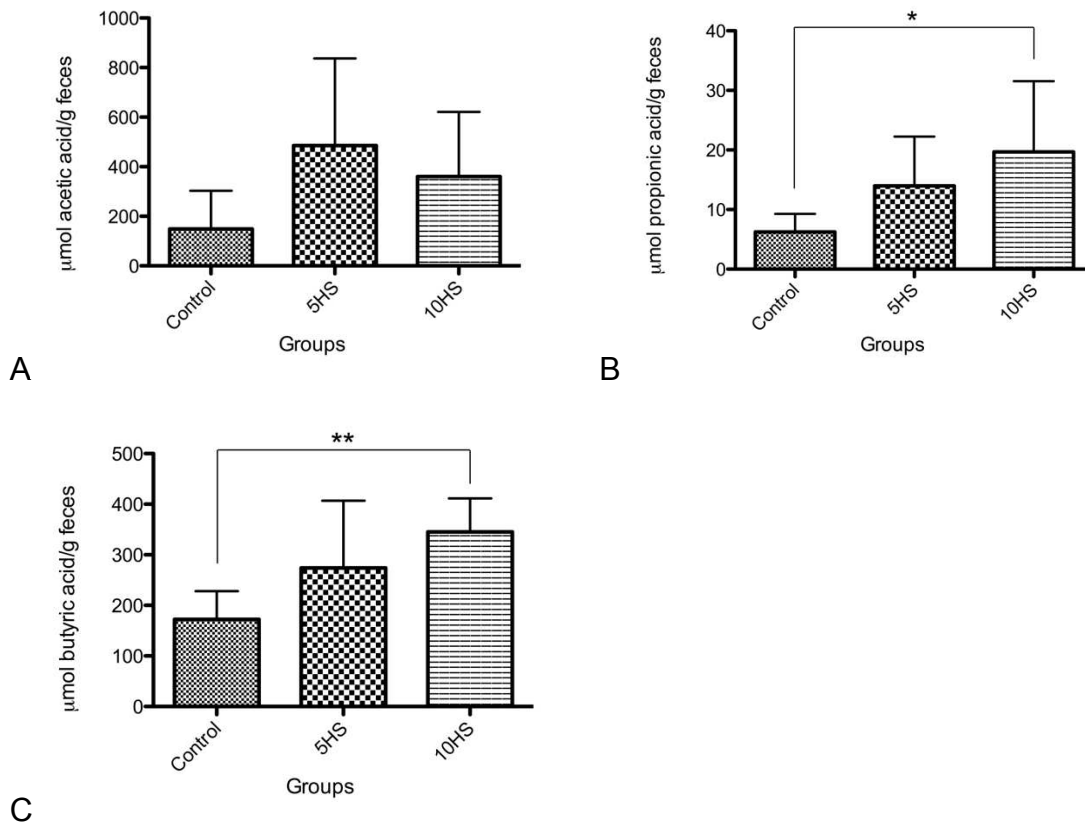 μmol acetic acid/g feces
1000
800
600
400
200
0
Control
5HS
10HS
Groups
A
*
μmol propionic acid/g feces
40
30
20
10
0
Control
5HS
10HS
Groups
B
**
μmol butyric acid/g feces
500
400
300
200
100
0
Control
5HS
10HS
Groups
C